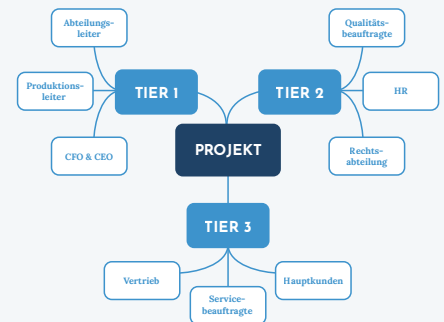 Abteilungs-
leiter
Produktions-
leiter
CFO & CEO
TIER 1
Qualitäts-
beauftragte
HR
Rechts-
abteilung
TIER 2
PROJEKT
TIER 3
Vertrieb
Service-
beauftragte
Hauptkunden